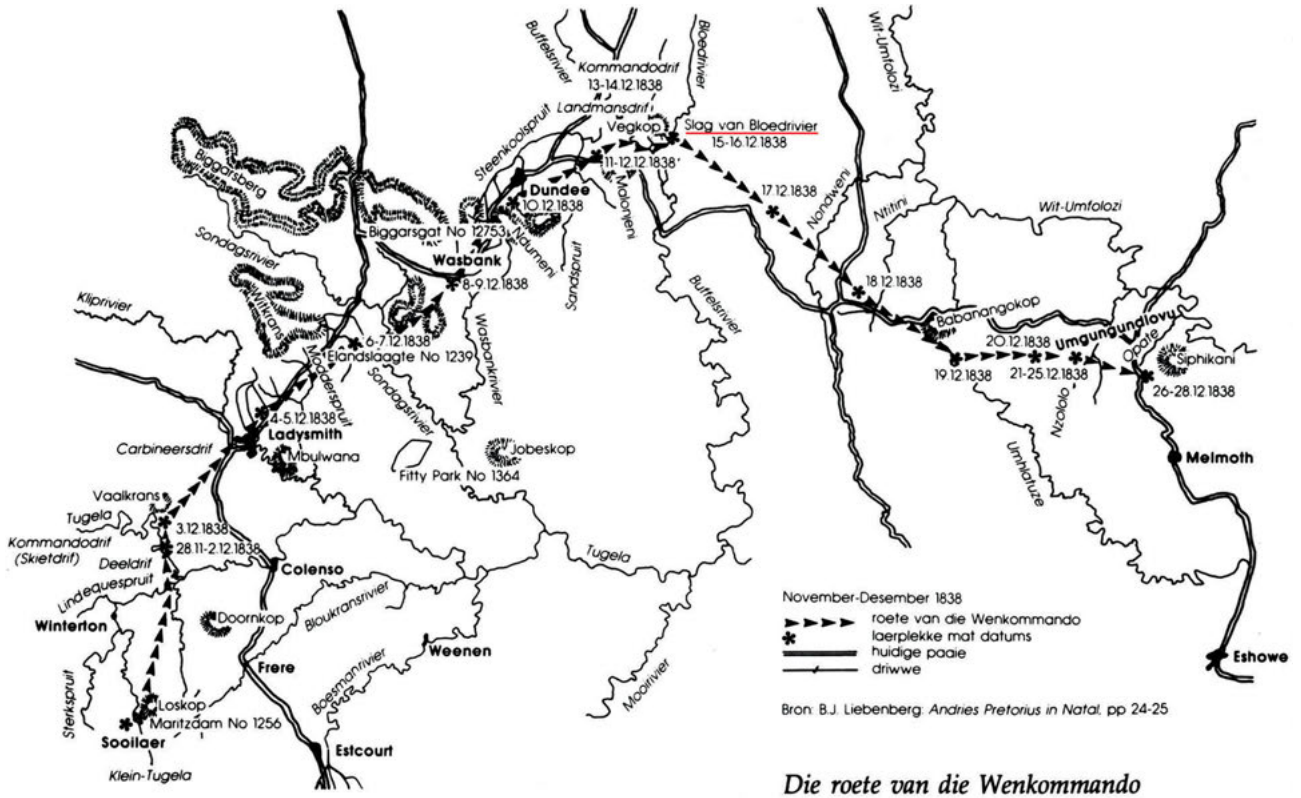 Buffelsrivier
Bloedrivier
Wit-Umfolozi
Kommandodrif
13-14.12.1838
Landmansdrif
Vegkop
Slag van Bloedrivier
15-16.12.1838
Steenkoolspruit
11-12.12.1838
Biggarsberg
Dundee
10.12.1838
Malonjeni
17.12.1838
Nondweni
Ntitini
Wit-Umfolozi
Sondagsrivier
Biggarsgat No 12753
Ndumeni
Wasbank
Sandspruit
8-9.12.1838
18.12.1838
Buffelsrivier
Kliprivier
Witkrans
Babanangokop
6-7.12.1838
Elandslaagte No 1239
Wasbankrivier
20.12.1838
Umgungundlovu
Opate
Siphikani
19.12.1838
21-25.12.1838
26-28.12.1838
Modderspruit
Sondagsrivier
Nzololo
4-5.12.1838
Ladysmith
Carbineersdrif
Mbulwana
Jobeskop
Fitty Park No 1364
Umhlatuze
Melmoth
Vaalkrans
Tugela
3.12.1838
Kommandodrif
(Skietdrif)
28.11-2.12.1838
Deeldrif
Lindequespruit
Colenso
Tugela
Winterton
Doornkop
Bloukransrivier
Weenen
Frere
Boesmanrivier
Mooirivier
Sterkspruit
Loskop
Maritzdam No 1256
Sooilaer
Klein-Tugela
Estcourt
Eshowe
November-Desember 1838
roete van die Wenkommando
laerplekke mat datums
huidige paaie
driwwe
Bron: B.J. Liebenberg: Andries Pretorius in Natal, pp 24-25
Die roete van die Wenkommando